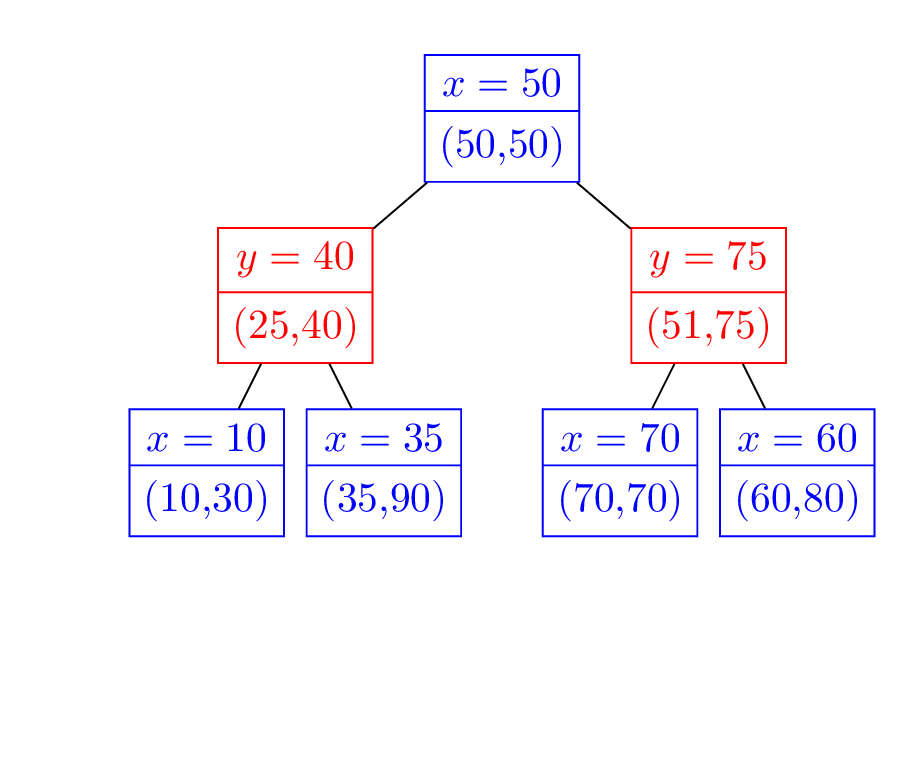 x = 50
(50,50)
y = 40
(25,40)
y = 75
(51,75)
x = 10
(10,30)
x = 35
(35,90)
x = 70
(70,70)
x = 60
(60,80)